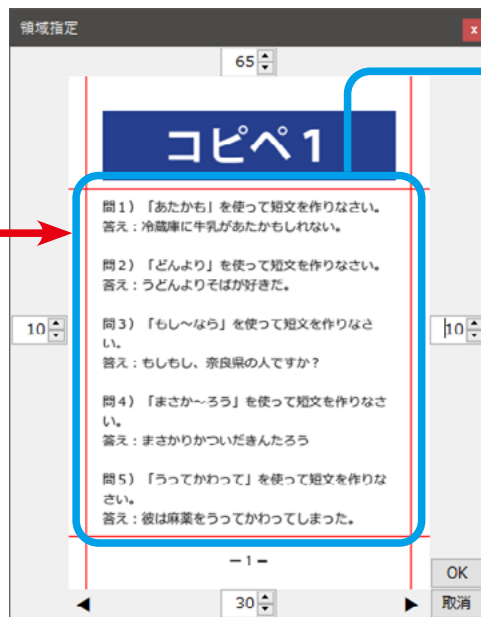 領域指定
x
65
コピペ1
問1）「あたかも」を使って短文を作りなさい。
答え：冷蔵庫に牛乳があたかもしれない。
問2）「どんより」を使って短文を作りなさい。
答え：うどんよりそばが好きだ。
問3）「もし～なら」を使って短文を作りなさ
い。
答え：もしもし、奈良県の人ですか？
問4）「まさか～ろう」を使って短文を作りなさ
い。
答え：まさかりかついだきんたろう
問5）「うってかわって」を使って短文を作りな
さい。
答え：彼は麻薬をうってかわってしまった。
10
10
－1－
OK
30
取消